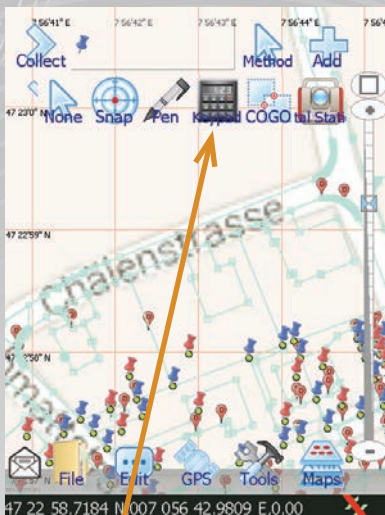 7 56'41" E 7 56'42" E 7 56'43" E 7 56'44" E
Collect Method Add
None Snap Pen Keypad COGO tal Stati
47 23'0"
47 22'59" N
Chalenstrasse
File Edit GPS Tools Maps
47 22 58.7184 N 007 056 42.9809 E,0.00